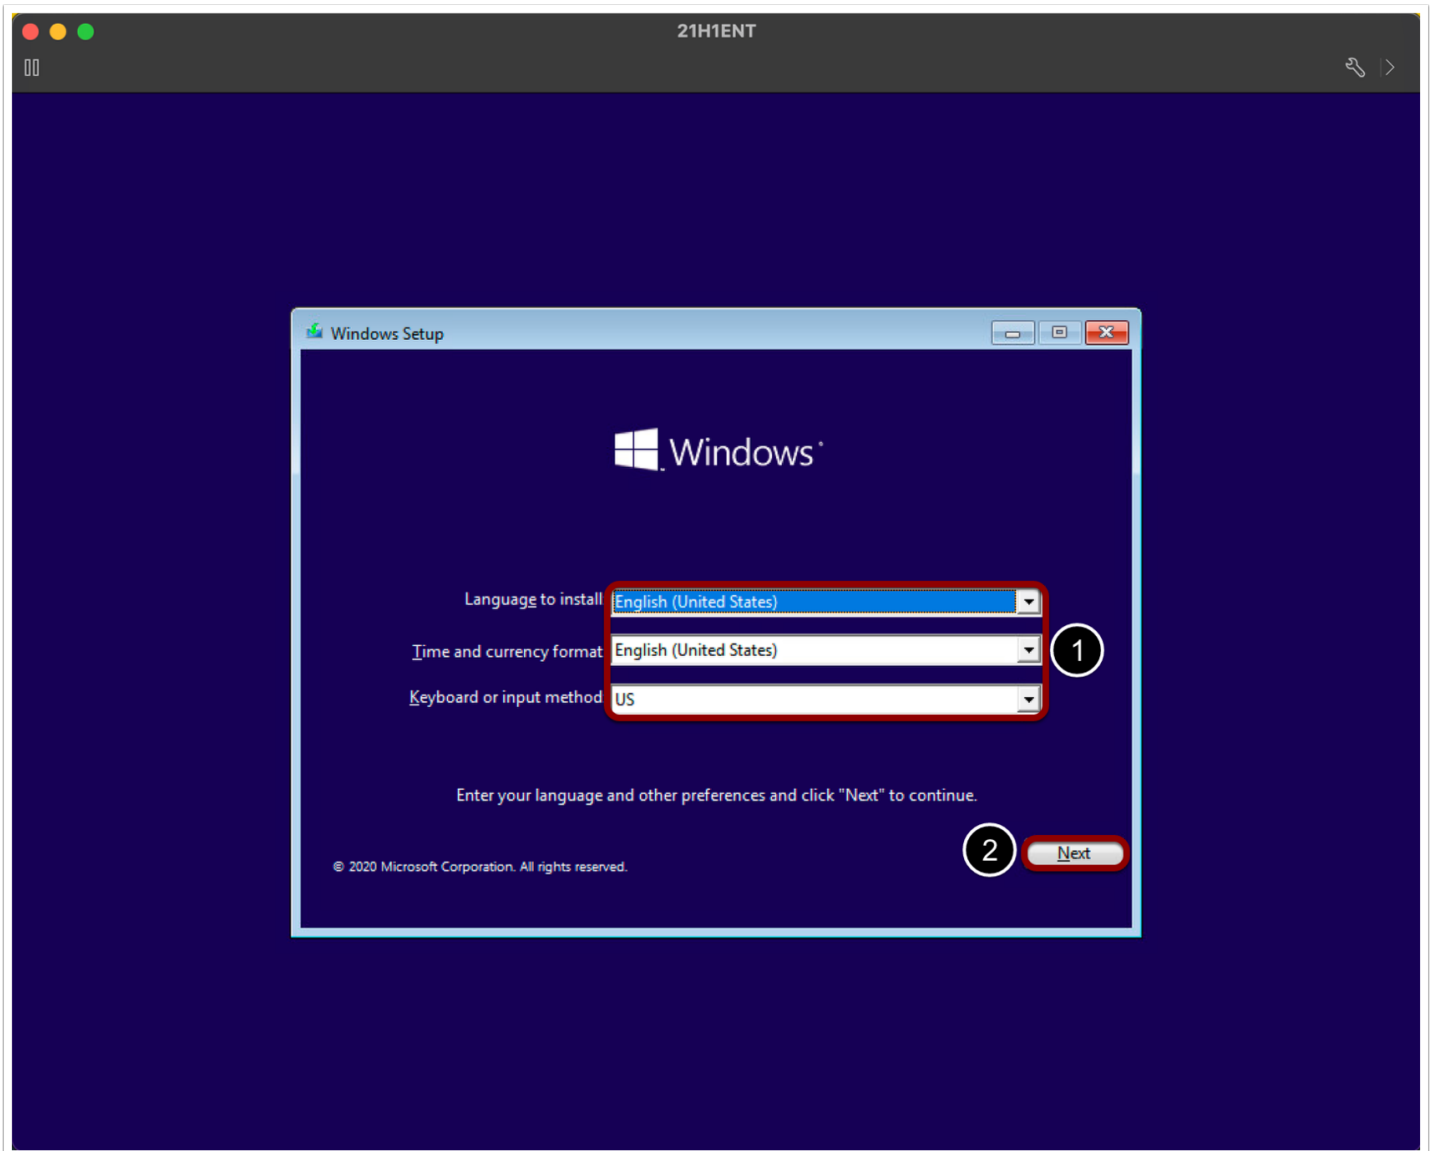 21H1ENT
Windows Setup
Windows
Language to install English (United States)
Time and currency format English (United States)
1
Keyboard or input method US
Enter your language and other preferences and click "Next" to continue.
2
Next
© 2020 Microsoft Corporation. All rights reserved.